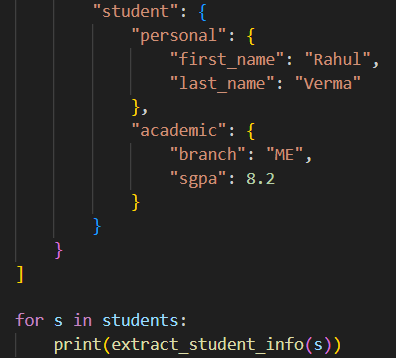 "student": {
"personal": {
"first_name": "Rahul",
"last_name": "Verma"
},
"academic": {
"branch": "ME",
"sgpa": 8.2
}
}
}
]
for s in students:
print(extract_student_info(s))